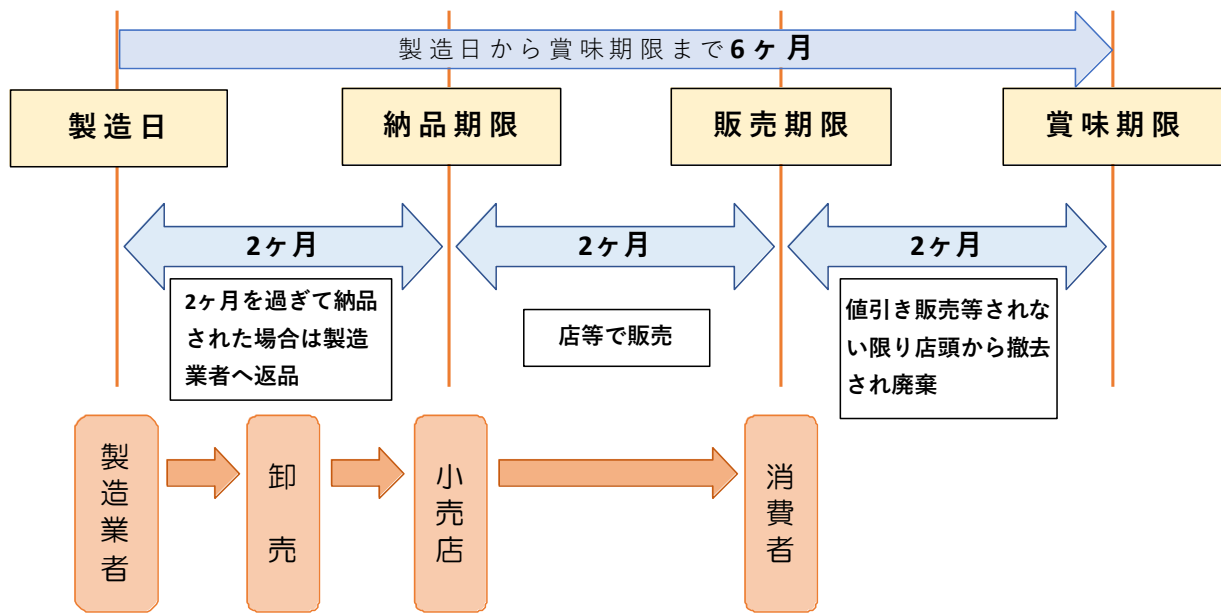 製造日から賞味期限まで6ヶ月
製造日
納品期限
販売期限
賞味期限
2ヶ月
2ヶ月
2ヶ月
2ヶ月を過ぎて納品
された場合は製造
業者へ返品
店等で販売
値引き販売等されな
い限り店頭から撤去
され廃棄
製造業者
卸売
小売店
消費者